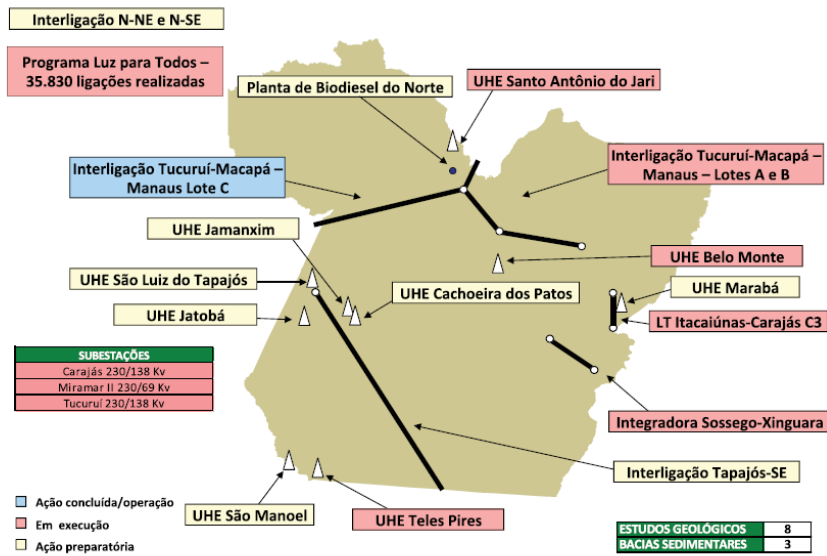 Interligação N-NE e N-SE
Programa Luz para Todos –
35.830 ligações realizadas
Planta de Biodiesel do Norte
UHE Santo Antônio do Jari
Interligação Tucuruí-Macapá –
Manaus Lote C
Interligação Tucuruí-Macapá –
Manaus – Lotes A e B
UHE Jamanxim
UHE Belo Monte
UHE São Luiz do Tapajós
UHE Cachoeira dos Patos
UHE Marabá
UHE Jatobá
LT Itacaiúnas-Carajás C3
SUBESTAÇÕES
Carajás 230/138 Kv
Miramar II 230/69 Kv
Tucuruí 230/138 Kv
Integradora Sossego-Xinguara
Interligação Tapajós-SE
UHE São Manoel
UHE Teles Pires
Ação concluída/operação
Em execução
Ação preparatória
ESTUDOS GEOLÓGICOS 8
BACIAS SEDIMENTARES 3